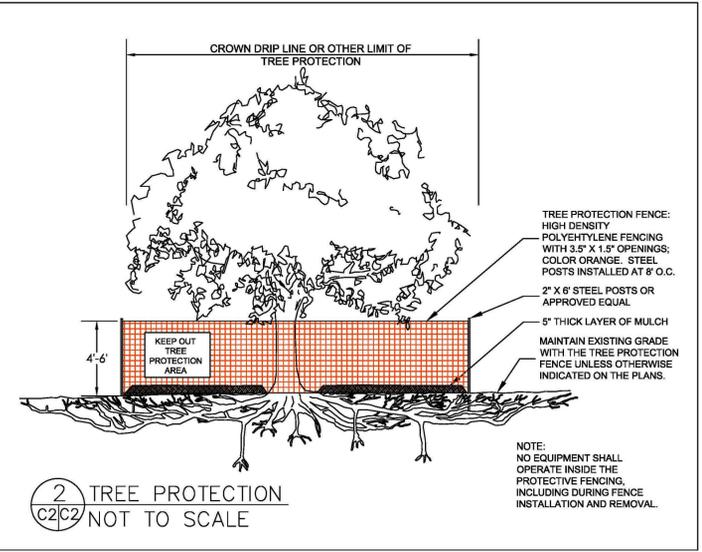 CROWN DRIP LINE OR OTHER LIMIT OF
TREE PROTECTION
TREE PROTECTION FENCE:
HIGH DENSITY
POLYEHTYLENE FENCING
WITH 3.5" X 1.5" OPENINGS;
COLOR ORANGE. STEEL
POSTS INSTALLED AT 8' O.C.
2" X 6' STEEL POSTS OR
APPROVED EQUAL
5" THICK LAYER OF MULCH
MAINTAIN EXISTING GRADE
WITH THE TREE PROTECTION
FENCE UNLESS OTHERWISE
INDICATED ON THE PLANS.
KEEP OUT
TREE
PROTECTION
AREA
4'-6'
NOTE:
NO EQUIPMENT SHALL
OPERATE INSIDE THE
PROTECTIVE FENCING,
INCLUDING DURING FENCE
INSTALLATION AND REMOVAL.
2
C2 C2
TREE PROTECTION
NOT TO SCALE